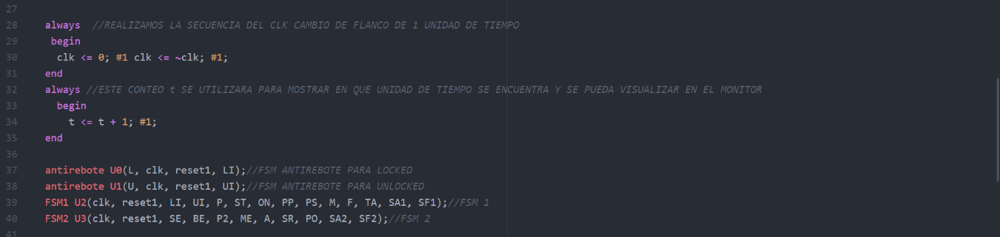 27
28 always //REALIZAMOS LA SECUENCIA DEL CLK CAMBIO DE FLANCO DE 1 UNIDAD DE TIEMPO
29 begin
30 clk <= 0; #1 clk <= ~clk; #1;
31 end
32 always //ESTE CONTEO t SE UTILIZARA PARA MOSTRAR EN QUE UNIDAD DE TIEMPO SE ENCUENTRA Y SE PUEDA VISUALIZAR EN EL MONITOR
33 begin
34 t <= t + 1; #1;
35 end
36
37 antirebote U0(L, clk, reset1, LI);//FSM ANTIREBOTE PARA LOCKED
38 antirebote U1(U, clk, reset1, UI);//FSM ANTIREBOTE PARA UNLOCKED
39 FSM1 U2(clk, reset1, LI, UI, P, ST, ON, PP, PS, M, F, TA, SA1, SF1);//FSM 1
40 FSM2 U3(clk, reset1, SE, BE, P2, ME, A, SR, PO, SA2, SF2);//FSM 2
41